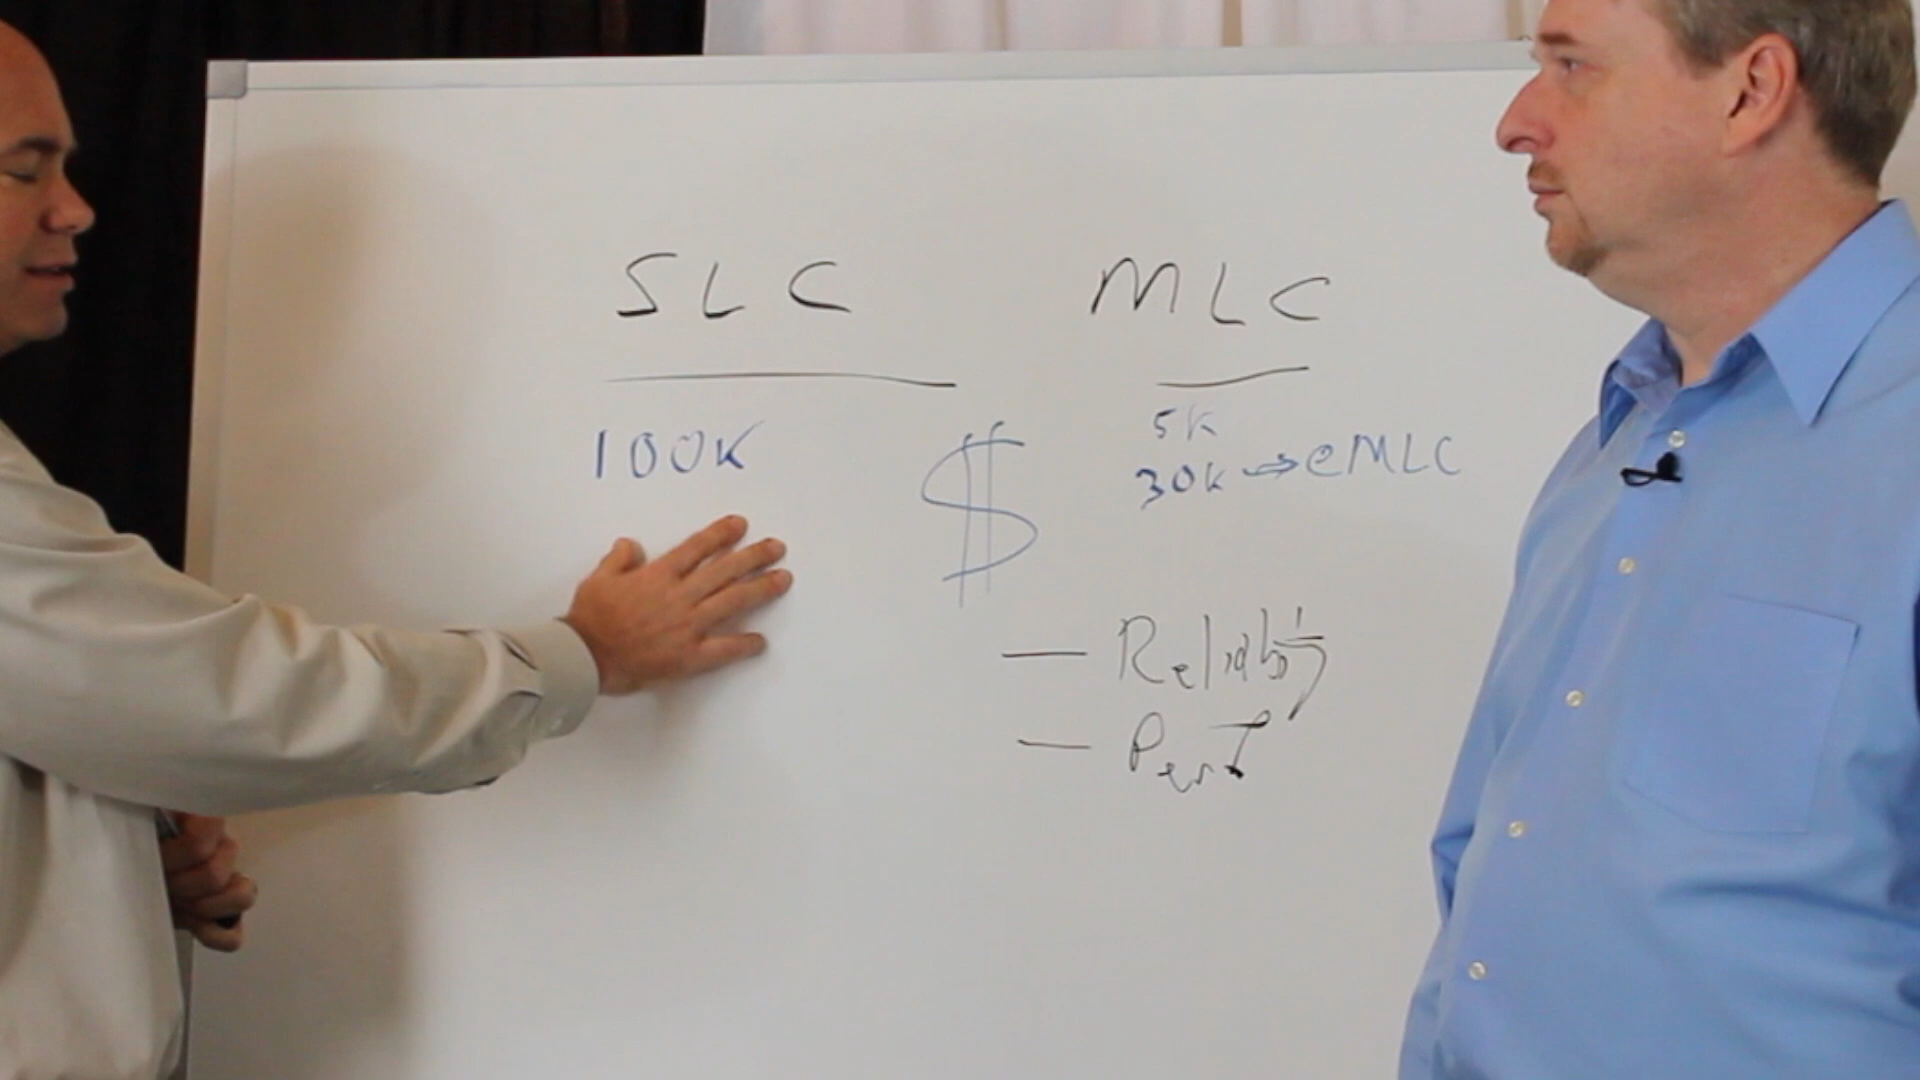 SLC MLC
100K $ 5K
30K → eMLC
— Reliability
— Perf